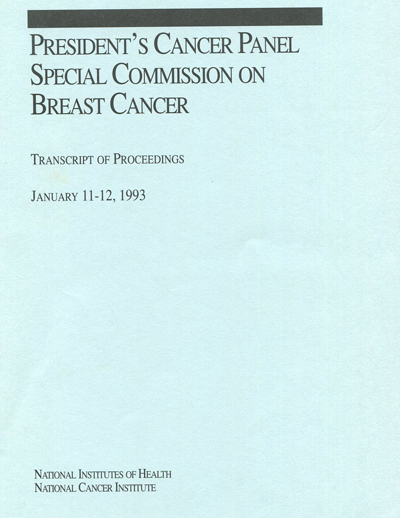 PRESIDENT'S CANCER PANEL
SPECIAL COMMISSION ON
BREAST CANCER
TRANSCRIPT OF PROCEEDINGS
JANUARY 11-12, 1993
NATIONAL INSTITUTES OF HEALTH
NATIONAL CANCER INSTITUTE